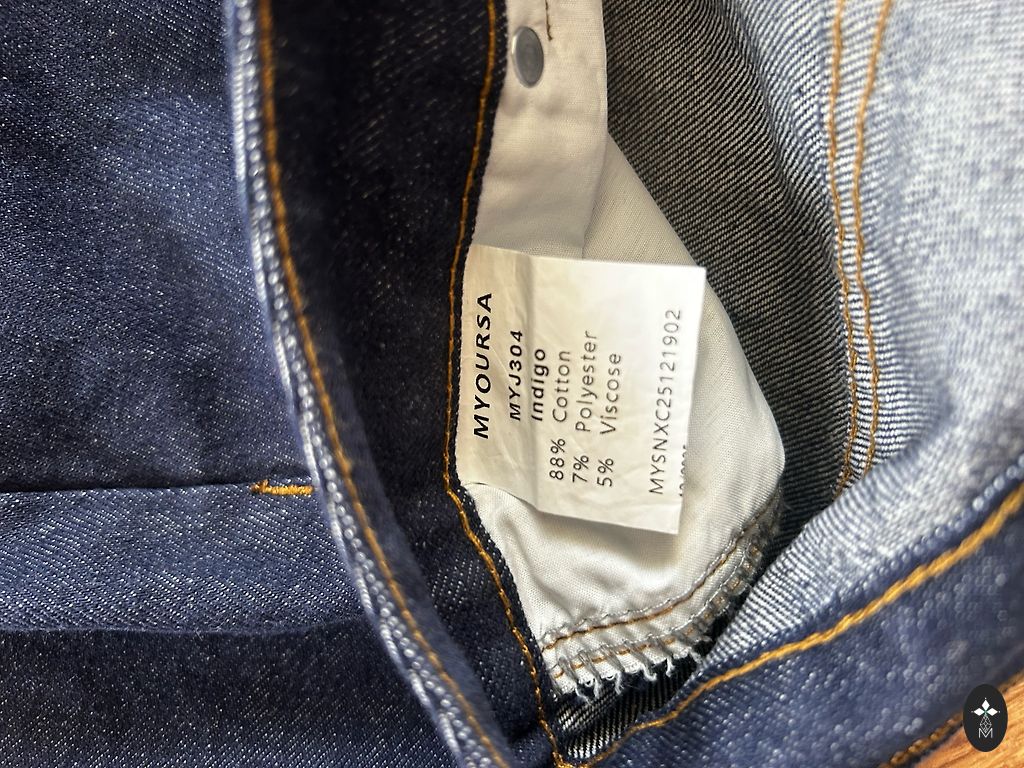 MYOURSA
MYJ304
Indigo
88% Cotton
7% Polyester
5% Viscose
MYSNXC25121902
M